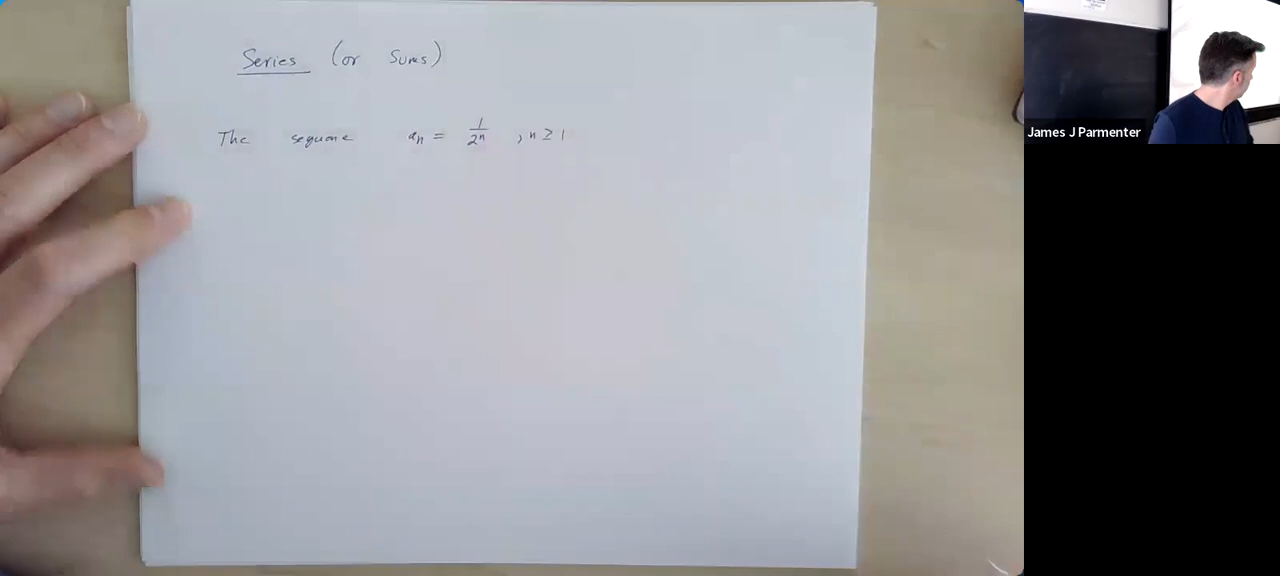 Series (or Sums)
The sequence aₙ = 1/2ⁿ , n ≥ 1
James J Parmenter